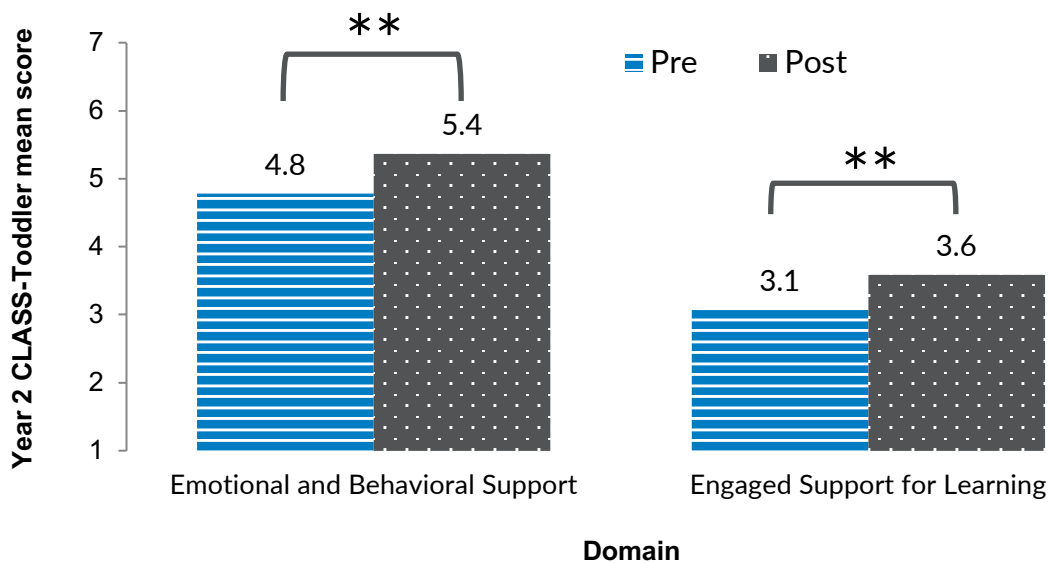 Year 2 CLASS-Toddler mean score
7
6
5
4
3
2
1
**
Pre
Post
4.8
5.4
**
3.1
3.6
Emotional and Behavioral Support
Engaged Support for Learning
Domain